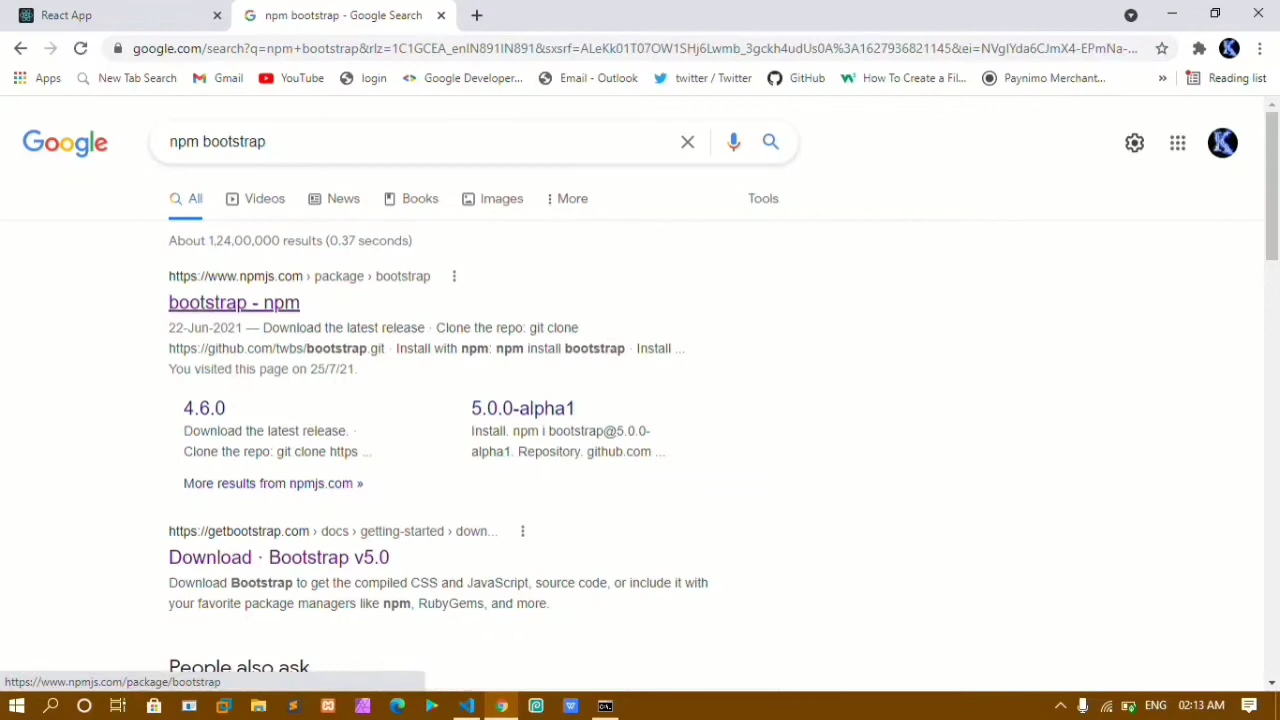 React App
npm bootstrap - Google Search
google.com/search?q=npm+bootstrap&rlz=1C1GCEA_enIN891IN891&sxsrf=ALeKk01T07OW1SHj6Lwmb_3gckh4udUs0A%3A1627936821145&ei=NVgIYda6CJmX4-EPmNa-...
Apps New Tab Search Gmail YouTube login Google Developer... Email - Outlook twitter / Twitter GitHub How To Create a Fil... Paynimo Merchant... » Reading list
Google
npm bootstrap
All Videos News Books Images More Tools
About 1,24,00,000 results (0.37 seconds)
https://www.npmjs.com › package › bootstrap
bootstrap - npm
22-Jun-2021 — Download the latest release · Clone the repo: git clone
https://github.com/twbs/bootstrap.git · Install with npm: npm install bootstrap · Install ...
You visited this page on 25/7/21.
4.6.0
Download the latest release. ·
Clone the repo: git clone https ...
5.0.0-alpha1
Install. npm i bootstrap@5.0.0-
alpha1. Repository. github.com ...
More results from npmjs.com »
https://getbootstrap.com › docs › getting-started › down...
Download · Bootstrap v5.0
Download Bootstrap to get the compiled CSS and JavaScript, source code, or include it with
your favorite package managers like npm, RubyGems, and more.
People also ask
https://www.npmjs.com/package/bootstrap
ENG 02:13 AM